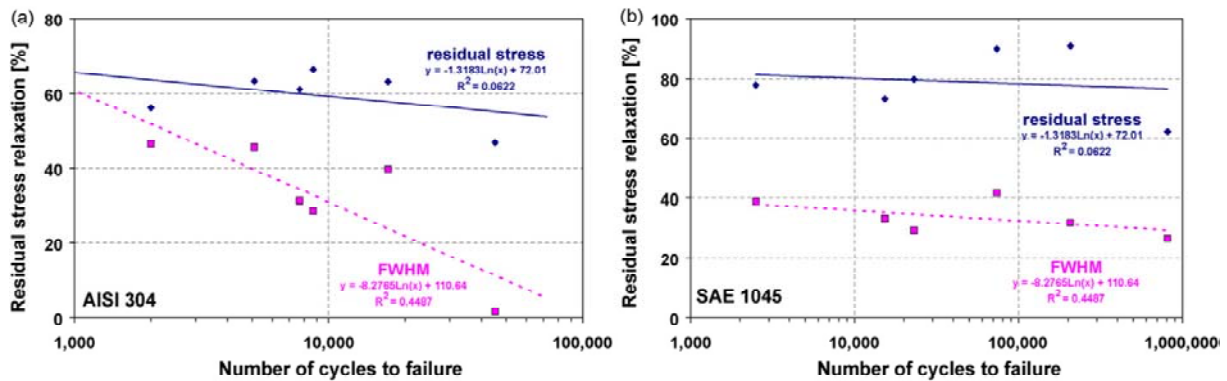 (a)
80
60
40
20
0
Residual stress relaxation [%]
residual stress
y = -1.3183Ln(x) + 72.01
R2 = 0.0622
FWHM
y = -8.2765Ln(x) + 110.64
R2 = 0.4487
AISI 304
1,000
10,000
100,000
Number of cycles to failure
(b)
100
80
60
40
20
0
Residual stress relaxation [%]
residual stress
y = -1.3183Ln(x) + 72.01
R2 = 0.0622
FWHM
y = -8.2765Ln(x) + 110.64
R2 = 0.4487
SAE 1045
1,000
10,000
100,000
1,000,000
Number of cycles to failure